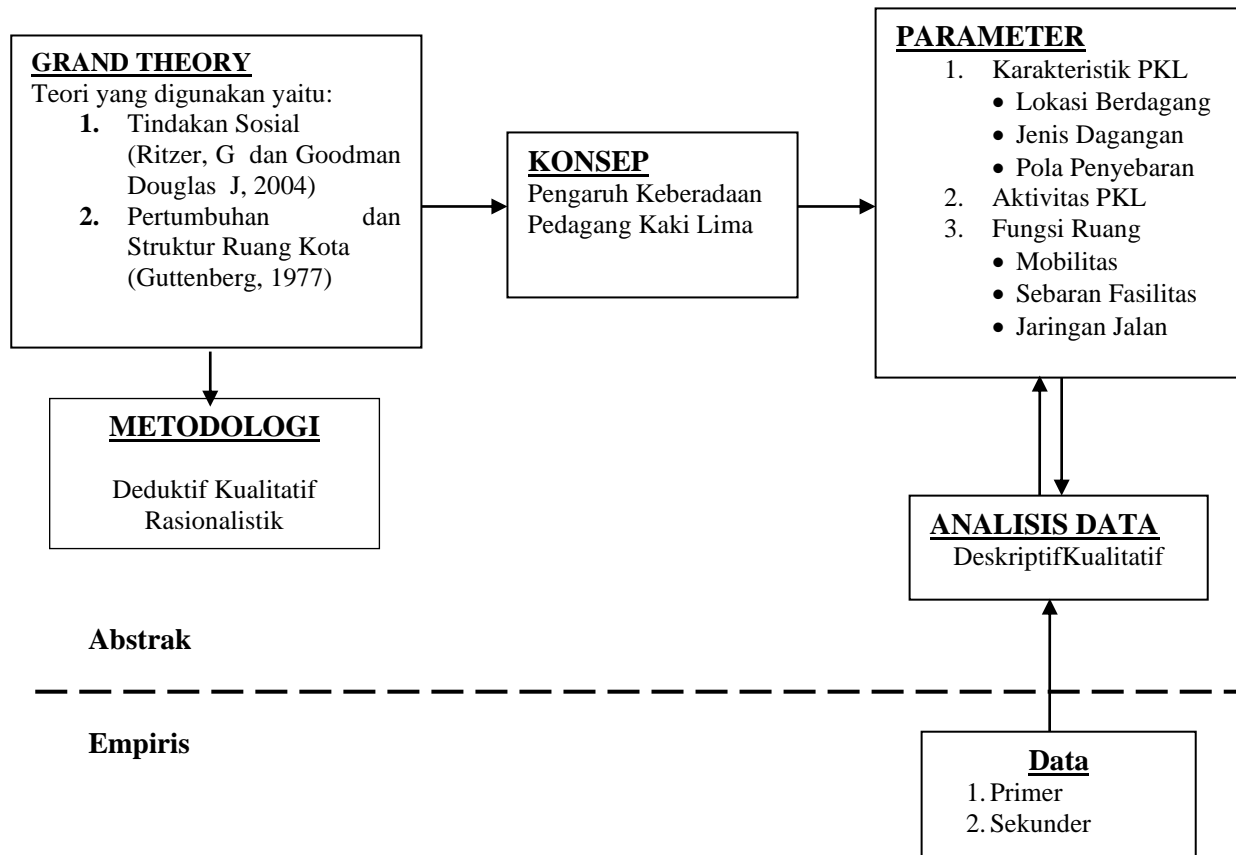 GRAND THEORY
Teori yang digunakan yaitu:
1. Tindakan Sosial
(Ritzer, G dan Goodman
Douglas J, 2004)
2. Pertumbuhan dan
Struktur Ruang Kota
(Guttenberg, 1977)
METODOLOGI
Deduktif Kualitatif
Rasionalistik
KONSEP
Pengaruh Keberadaan
Pedagang Kaki Lima
PARAMETER
1. Karakteristik PKL
• Lokasi Berdagang
• Jenis Dagangan
• Pola Penyebaran
2. Aktivitas PKL
3. Fungsi Ruang
• Mobilitas
• Sebaran Fasilitas
• Jaringan Jalan
ANALISIS DATA
DeskriptifKualitatif
Abstrak
Empiris
Data
1. Primer
2. Sekunder